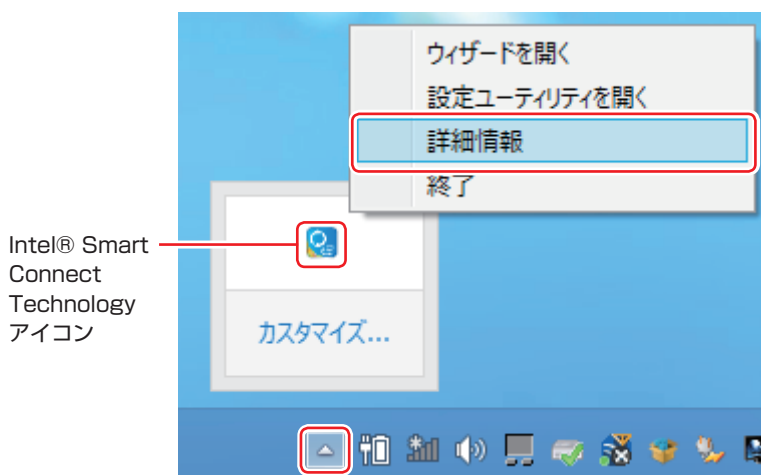 ウィザードを開く
設定ユーティリティを開く
詳細情報
終了
Intel® Smart
Connect
Technology
アイコン
カスタマイズ...